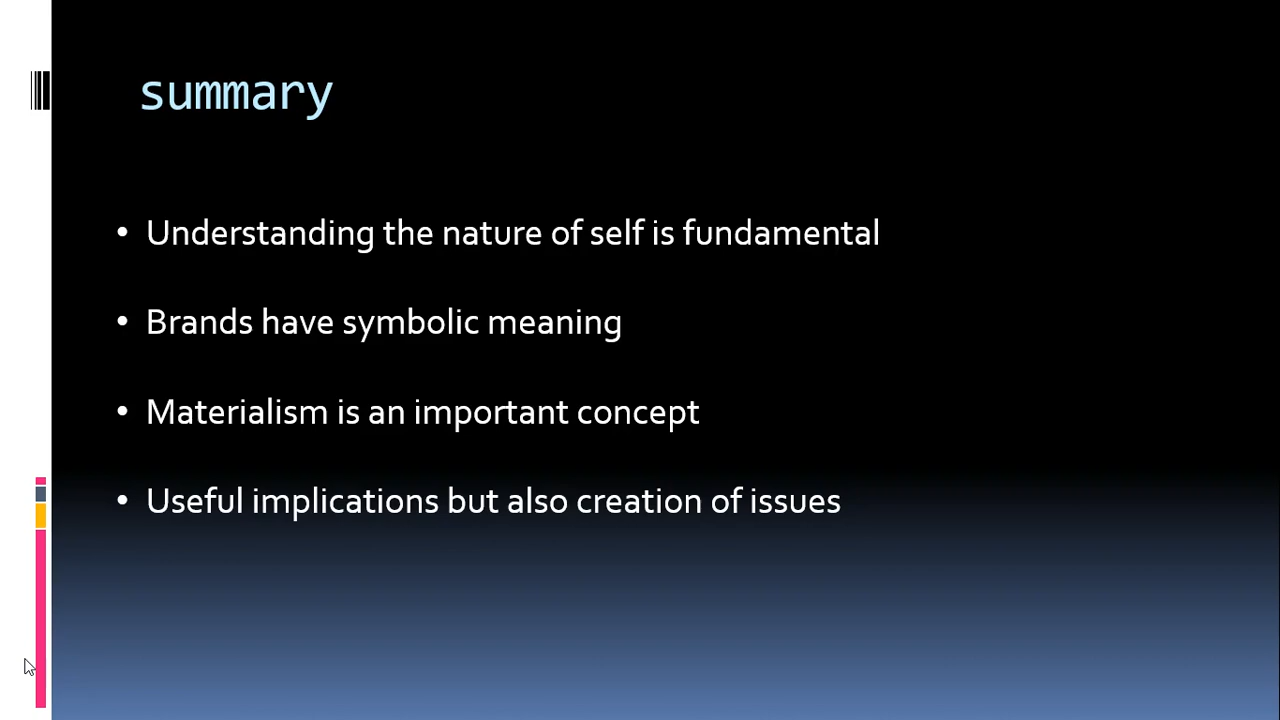 summary
• Understanding the nature of self is fundamental
• Brands have symbolic meaning
• Materialism is an important concept
• Useful implications but also creation of issues